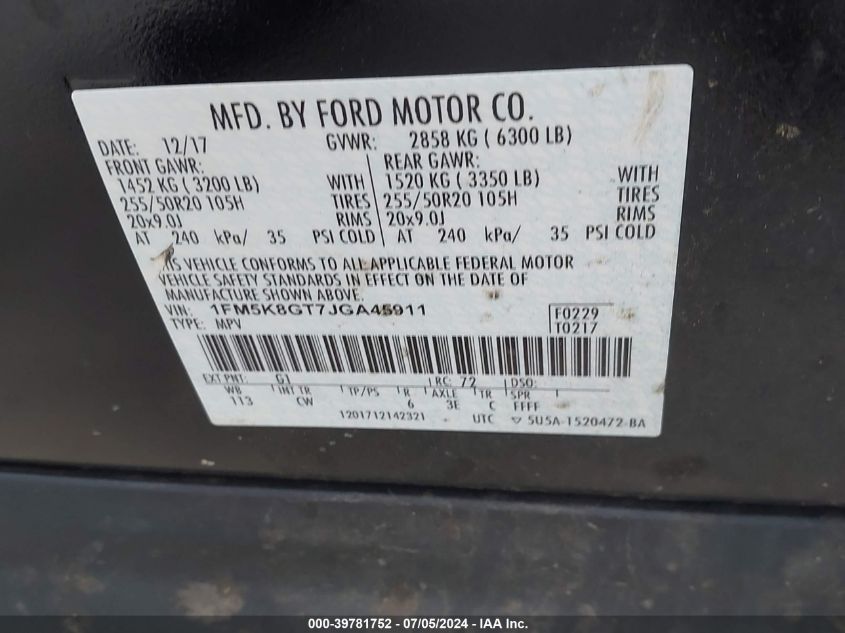 MFD. BY FORD MOTOR CO.
DATE: 12/17 GVWR: 2858 KG ( 6300 LB)
FRONT GAWR: REAR GAWR:
1452 KG ( 3200 LB) WITH 1520 KG ( 3350 LB) WITH
255/50R20 105H TIRES 255/50R20 105H TIRES
20x9.0J RIMS 20x9.0J RIMS
AT 240 kPa/ 35 PSI COLD AT 240 kPa/ 35 PSI COLD
VEHICLE CONFORMS TO ALL APPLICABLE FEDERAL MOTOR
VEHICLE SAFETY STANDARDS IN EFFECT ON THE DATE OF
MANUFACTURE SHOWN ABOVE.
VIN: 1FM5K8GT7JGA45911 F0229
TYPE: MPV T0217
EXT PNT: G1 RC: 72 DSO:
WB INT TR TP/PS R AXLE TR SPR
113 CW 6 3E C FFFF
1201712142321 UTC 5U5A-1520472-BA
000-39781752 - 07/05/2024 - IAA Inc.